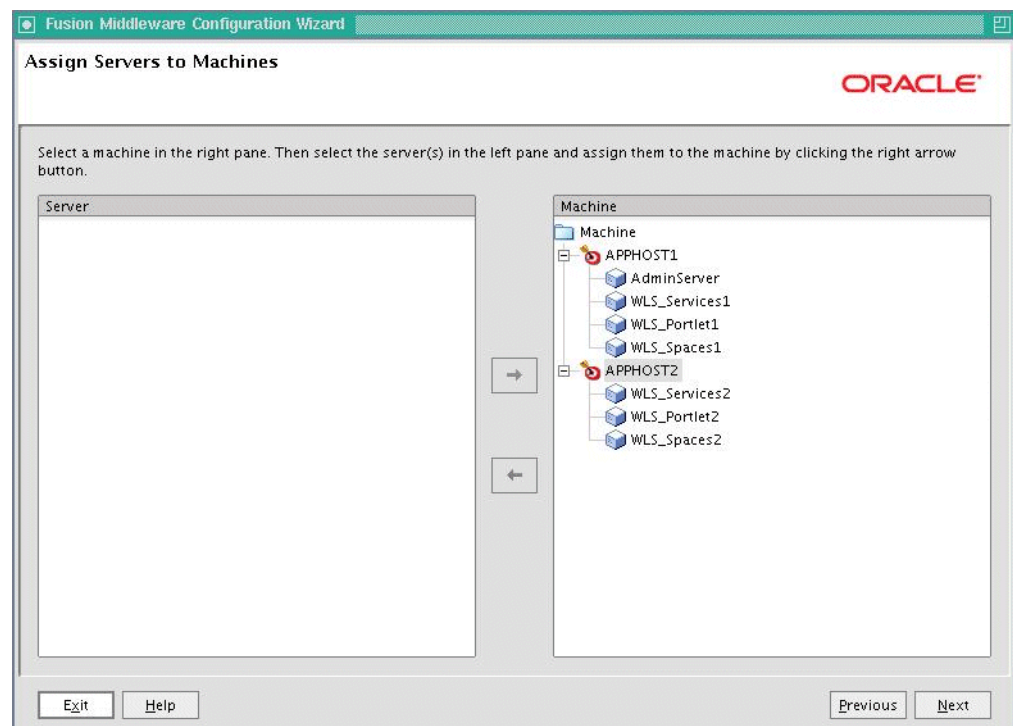 Fusion Middleware Configuration Wizard
Assign Servers to Machines
ORACLE
Select a machine in the right pane. Then select the server(s) in the left pane and assign them to the machine by clicking the right arrow
button.
Server
Machine
Machine
APPHOST1
AdminServer
WLS_Services1
WLS_Portlet1
WLS_Spaces1
APPHOST2
WLS_Services2
WLS_Portlet2
WLS_Spaces2
Exit
Help
Previous
Next